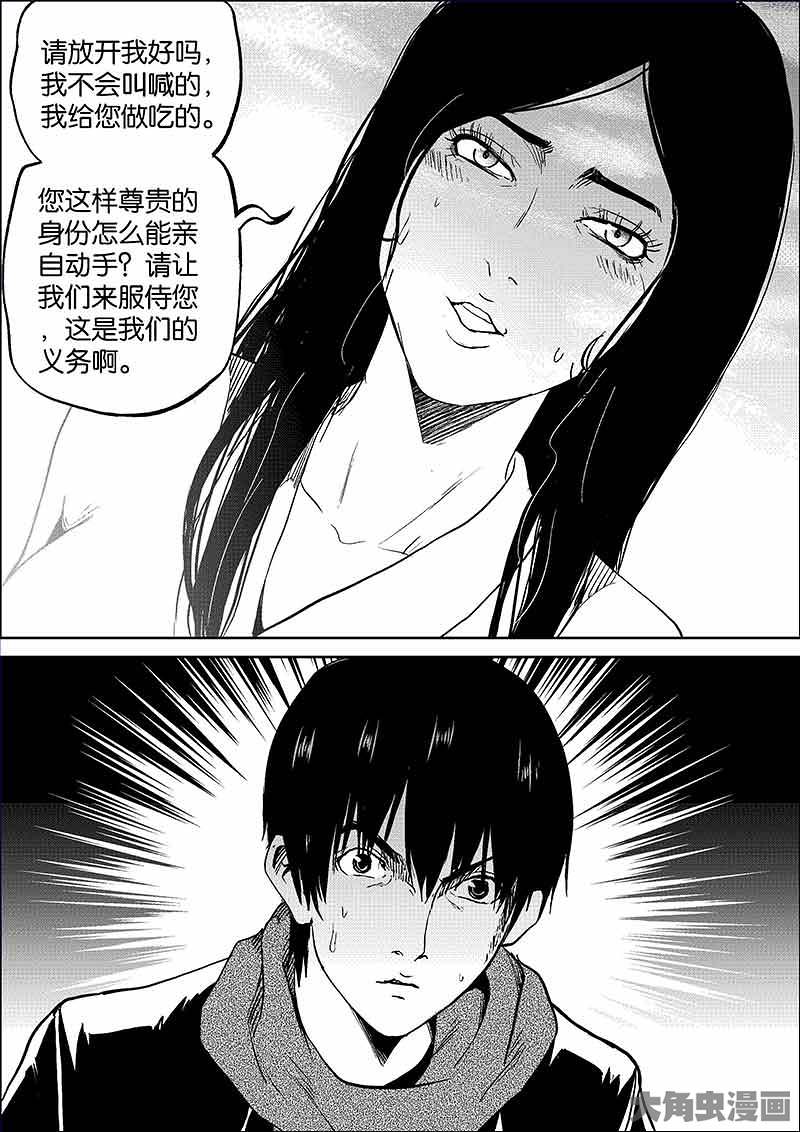 请放开我好吗，
我不会叫喊的，
我给您做吃的。
您这样尊贵的
身份怎么能亲
自动手？请让
我们来服侍您
，这是我们的
义务啊。
大角虫漫画